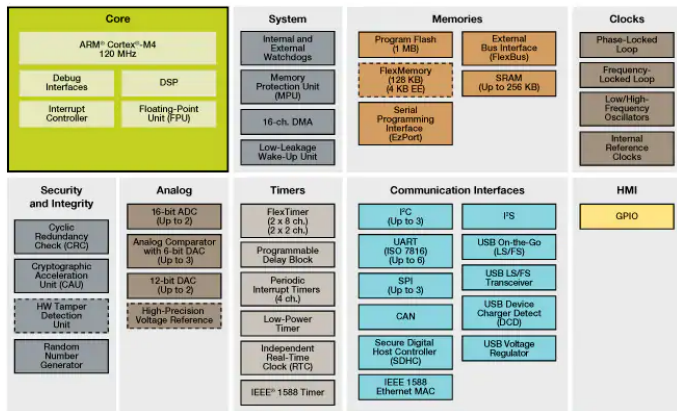 Core
ARM® Cortex®-M4
120 MHz
Debug
Interfaces
DSP
Interrupt
Controller
Floating-Point
Unit (FPU)
System
Internal and
External
Watchdogs
Memory
Protection Unit
(MPU)
16-ch. DMA
Low-Leakage
Wake-Up Unit
Memories
Program Flash
(1 MB)
External
Bus Interface
(FlexBus)
FlexMemory
(128 KB)
(4 KB EE)
SRAM
(Up to 256 KB)
Serial
Programming
Interface
(EzPort)
Clocks
Phase-Locked
Loop
Frequency-
Locked Loop
Low/High-
Frequency
Oscillators
Internal
Reference
Clocks
Security
and Integrity
Cyclic
Redundancy
Check (CRC)
Cryptographic
Acceleration
Unit (CAU)
HW Tamper
Detection
Unit
Random
Number
Generator
Analog
16-bit ADC
(Up to 2)
Analog Comparator
with 6-bit DAC
(Up to 3)
12-bit DAC
(Up to 2)
High-Precision
Voltage Reference
Timers
FlexTimer
(2 x 8 ch.)
(2 x 2 ch.)
Programmable
Delay Block
Periodic
Interrupt Timers
(4 ch.)
Low-Power
Timer
Independent
Real-Time
Clock (RTC)
IEEE® 1588 Timer
Communication Interfaces
I²C
(Up to 3)
I²S
UART
(ISO 7816)
(Up to 6)
USB On-the-Go
(LS/FS)
SPI
(Up to 3)
USB LS/FS
Transceiver
CAN
USB Device
Charger Detect
(DCD)
Secure Digital
Host Controller
(SDHC)
USB Voltage
Regulator
IEEE 1588
Ethernet MAC
HMI
GPIO